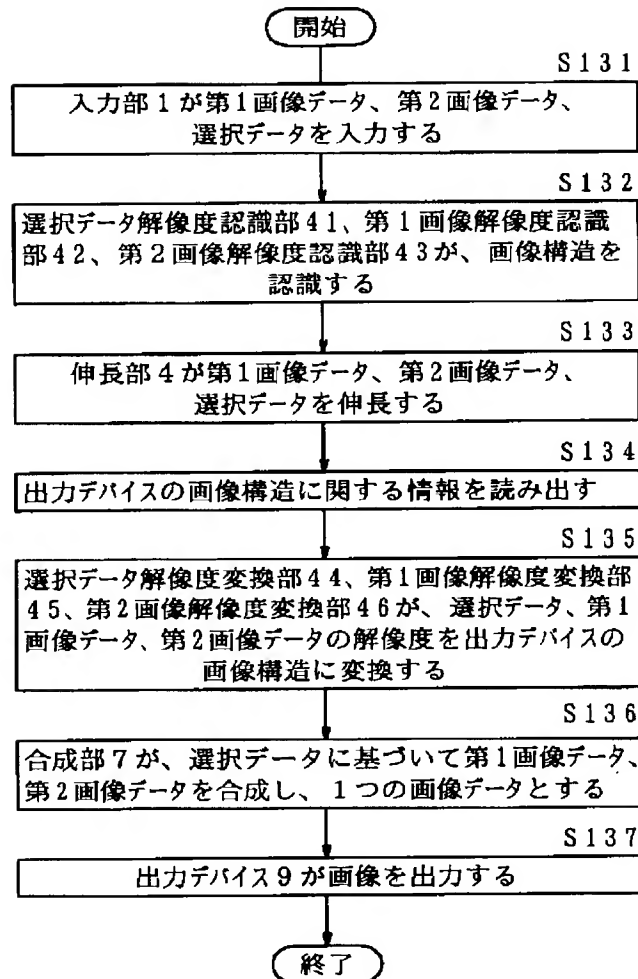 開始
S131
入力部1が第1画像データ、第2画像データ、
選択データを入力する
S132
選択データ解像度認識部41、第1画像解像度認識
部42、第2画像解像度認識部43が、画像構造を
認識する
S133
伸長部4が第1画像データ、第2画像データ、
選択データを伸長する
S134
出力デバイスの画像構造に関する情報を読み出す
S135
選択データ解像度変換部44、第1画像解像度変換部
45、第2画像解像度変換部46が、選択データ、第1
画像データ、第2画像データの解像度を出力デバイスの
画像構造に変換する
S136
合成部7が、選択データに基づいて第1画像データ、
第2画像データを合成し、1つの画像データとする
S137
出力デバイス9が画像を出力する
終了